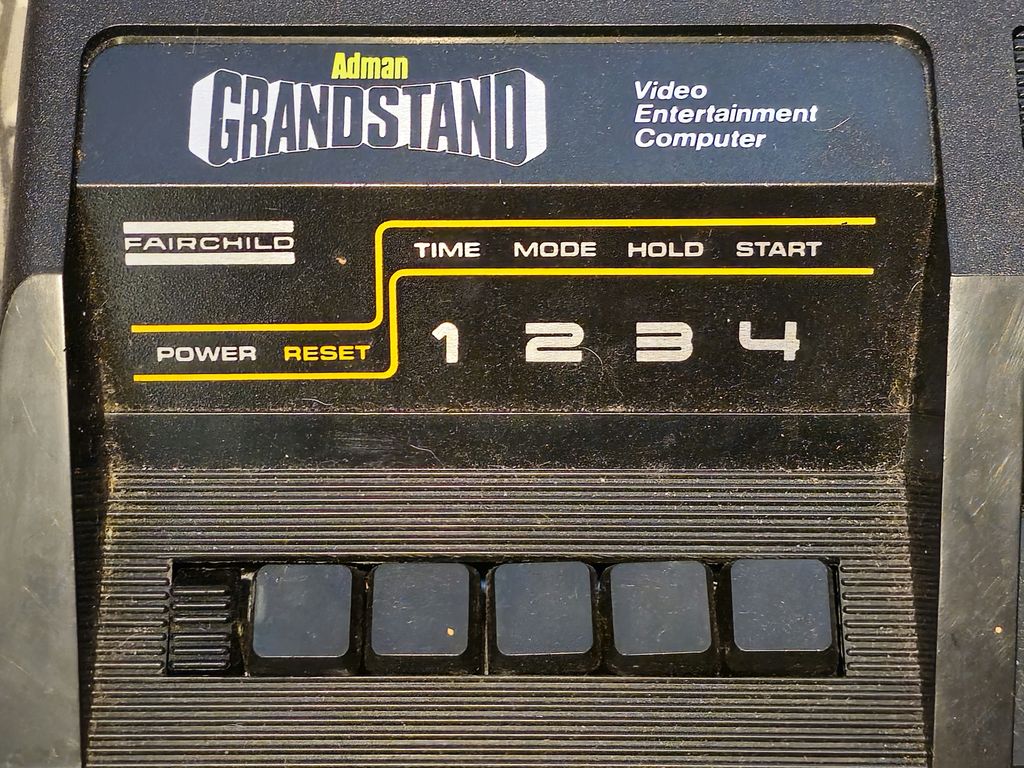 Adman
GRANDSTAND
Video
Entertainment
Computer
FAIRCHILD
TIME MODE HOLD START
1 2 3 4
POWER RESET